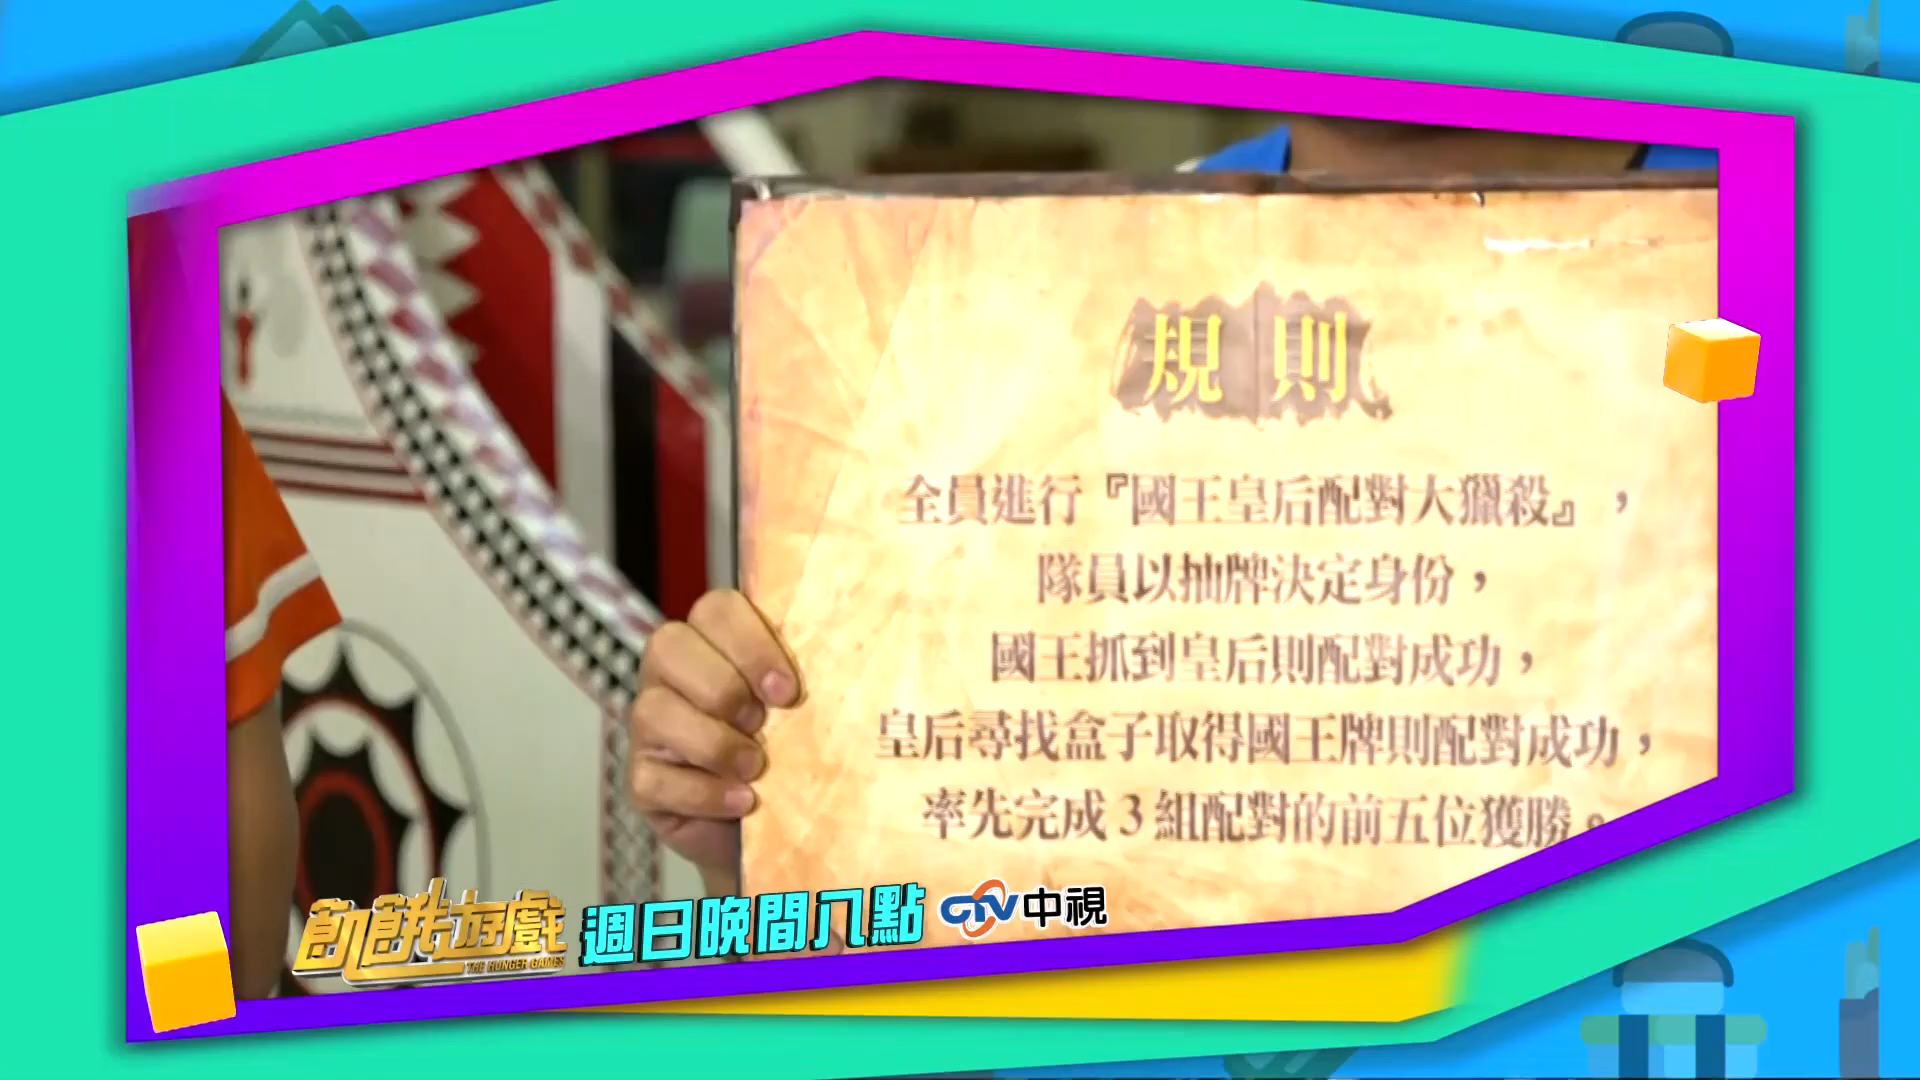 規則
全員進行『國王皇后配對大獵殺』，
隊員以抽牌決定身份，
國王抓到皇后則配對成功，
皇后尋找盒子取得國王牌則配對成功，
率先完成3組配對的前五位獲勝。
飢餓遊戲
THE HUNGER GAMES
週日晚間八點
CTV中視